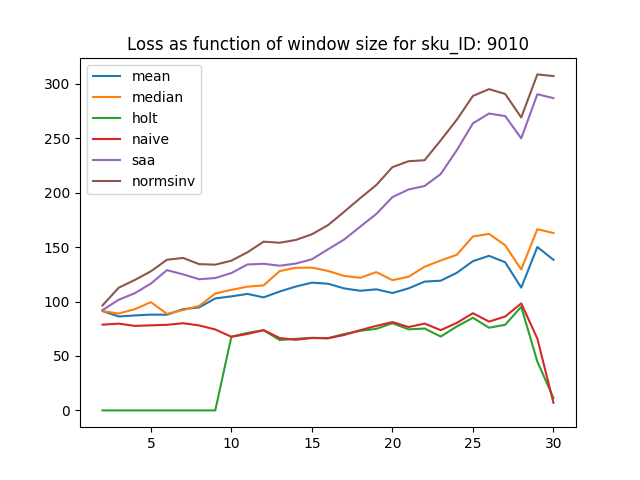 Loss as function of window size for sku_ID: 9010
mean
median
holt
naive
saa
normsinv
300
250
200
150
100
50
0
5 10 15 20 25 30